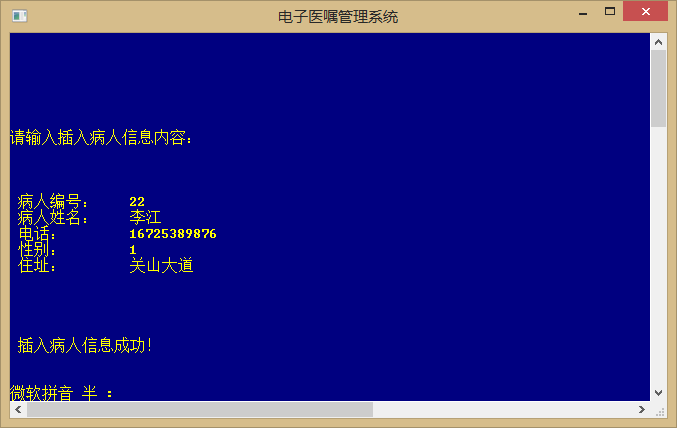 电子医嘱管理系统
请输入插入病人信息内容：
病人编号： 22
病人姓名： 李江
电话： 16725389876
性别： 1
住址： 关山大道
插入病人信息成功！
微软拼音 半 ：